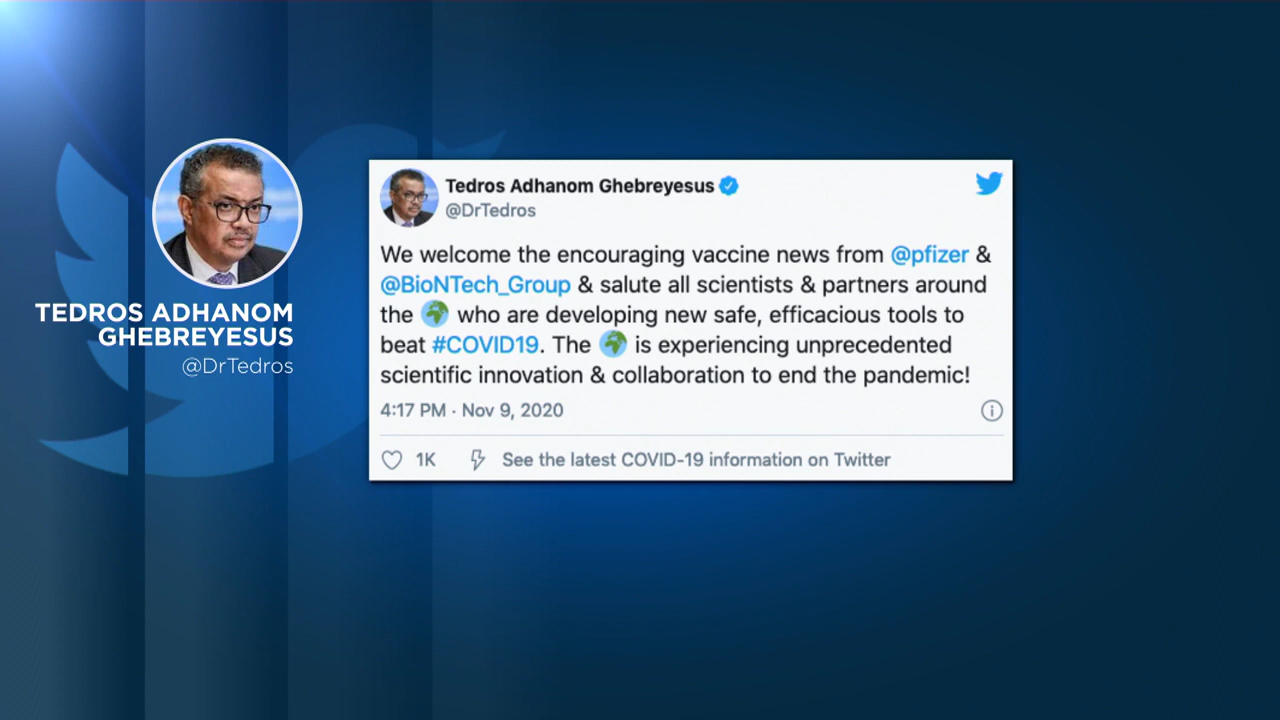 TEDROS ADHANOM
GHEBREYESUS
@DrTedros
Tedros Adhanom Ghebreyesus
@DrTedros
We welcome the encouraging vaccine news from @pfizer &
@BioNTech_Group & salute all scientists & partners around
the 🌍 who are developing new safe, efficacious tools to
beat #COVID19. The 🌍 is experiencing unprecedented
scientific innovation & collaboration to end the pandemic!
4:17 PM · Nov 9, 2020
1K See the latest COVID-19 information on Twitter